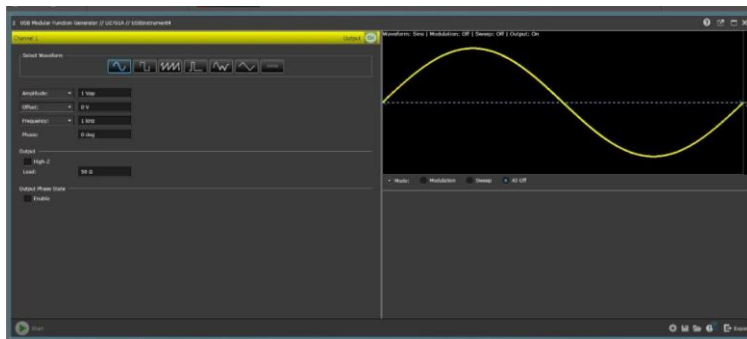 USB Modular Function Generator // U2761A // USBInstrument4
Channel 1
Output On
Waveform: Sine | Modulation: Off | Sweep: Off | Output: On
Select Waveform
Amplitude: 1 Vpp
Offset: 0 V
Frequency: 1 kHz
Phase: 0 deg
Output
High-Z
Load: 50 Ω
Output Phase State
Enable
Mode: Modulation Sweep All Off
Start